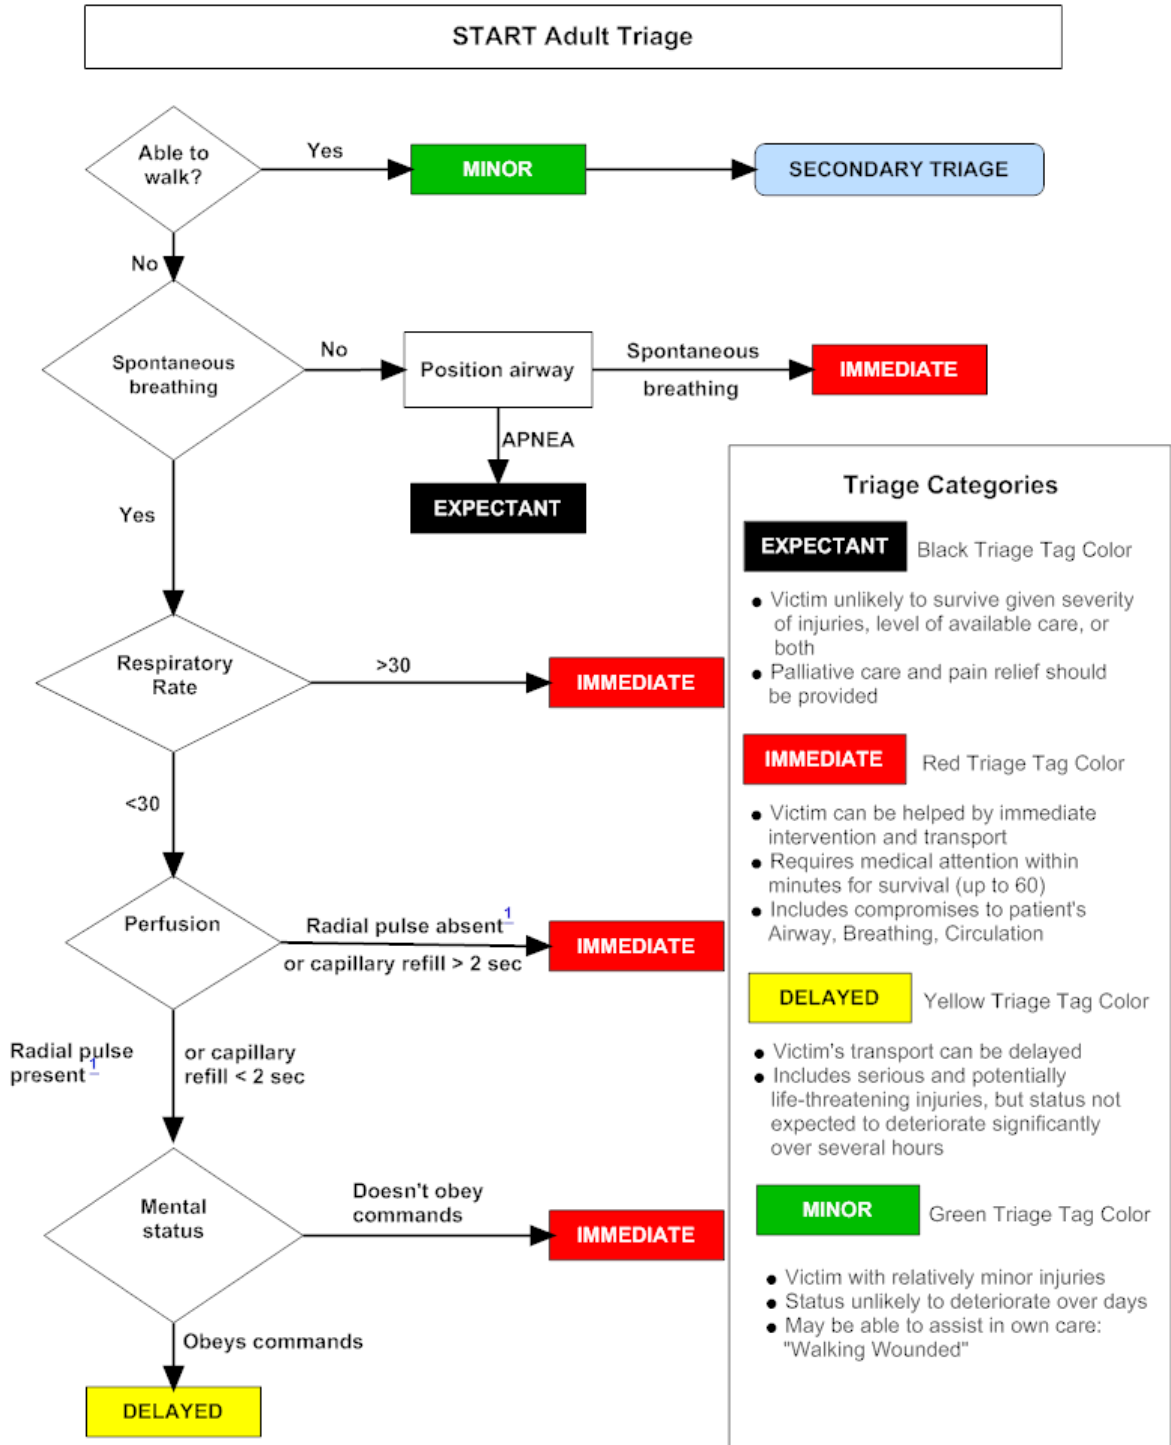 START Adult Triage
Able to
walk?
Yes
MINOR
SECONDARY TRIAGE
No
Spontaneous
breathing
No
Position airway
Spontaneous
breathing
IMMEDIATE
APNEA
EXPECTANT
Yes
Respiratory
Rate
>30
IMMEDIATE
<30
Perfusion
Radial pulse absent 1
or capillary refill > 2 sec
IMMEDIATE
Radial pulse
present 1
or capillary
refill < 2 sec
Mental
status
Doesn't obey
commands
IMMEDIATE
Obeys commands
DELAYED
Triage Categories
EXPECTANT Black Triage Tag Color
● Victim unlikely to survive given severity
of injuries, level of available care, or
both
● Palliative care and pain relief should
be provided
IMMEDIATE Red Triage Tag Color
● Victim can be helped by immediate
intervention and transport
● Requires medical attention within
minutes for survival (up to 60)
● Includes compromises to patient's
Airway, Breathing, Circulation
DELAYED Yellow Triage Tag Color
● Victim's transport can be delayed
● Includes serious and potentially
life-threatening injuries, but status not
expected to deteriorate significantly
over several hours
MINOR Green Triage Tag Color
● Victim with relatively minor injuries
● Status unlikely to deteriorate over days
● May be able to assist in own care:
"Walking Wounded"